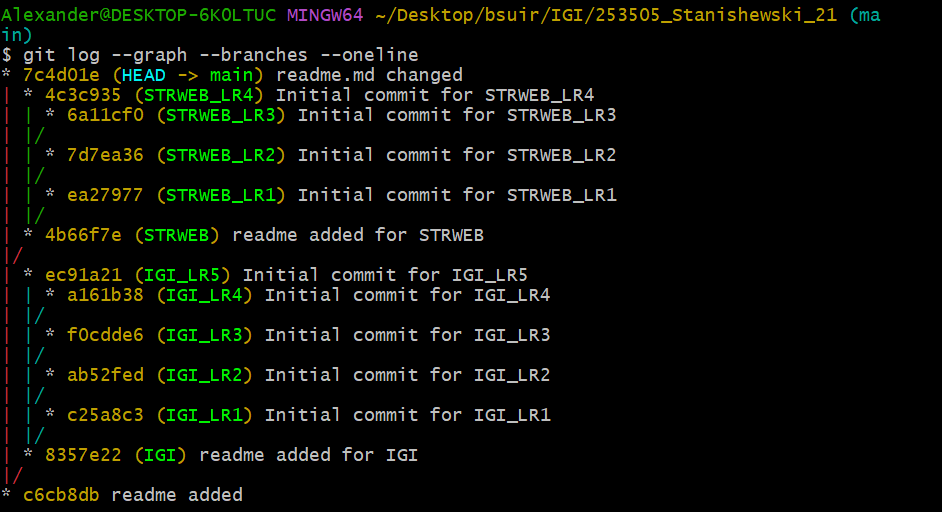 Alexander@DESKTOP-6KOLTUC MINGW64 ~/Desktop/bsuir/IGI/253505_Stanishewski_21 (ma
in)
$ git log --graph --branches --oneline
* 7c4d01e (HEAD -> main) readme.md changed
| * 4c3c935 (STRWEB_LR4) Initial commit for STRWEB_LR4
| | * 6a11cf0 (STRWEB_LR3) Initial commit for STRWEB_LR3
| |/
| | * 7d7ea36 (STRWEB_LR2) Initial commit for STRWEB_LR2
| |/
| | * ea27977 (STRWEB_LR1) Initial commit for STRWEB_LR1
| |/
| * 4b66f7e (STRWEB) readme added for STRWEB
|/
| * ec91a21 (IGI_LR5) Initial commit for IGI_LR5
| | * a161b38 (IGI_LR4) Initial commit for IGI_LR4
| |/
| | * f0cdde6 (IGI_LR3) Initial commit for IGI_LR3
| |/
| | * ab52fed (IGI_LR2) Initial commit for IGI_LR2
| |/
| | * c25a8c3 (IGI_LR1) Initial commit for IGI_LR1
| |/
| * 8357e22 (IGI) readme added for IGI
|/
* c6cb8db readme added